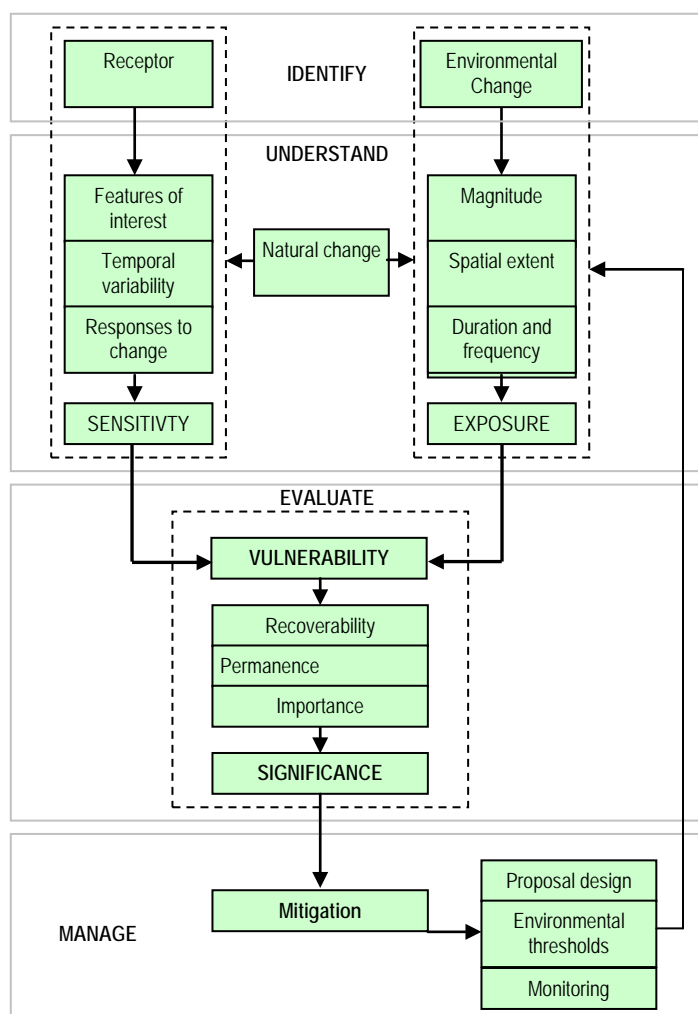 Receptor
IDENTIFY
Environmental
Change
UNDERSTAND
Features of
interest
Temporal
variability
Responses to
change
SENSITIVTY
Natural change
Magnitude
Spatial extent
Duration and
frequency
EXPOSURE
EVALUATE
VULNERABILITY
Recoverability
Permanence
Importance
SIGNIFICANCE
MANAGE
Mitigation
Proposal design
Environmental
thresholds
Monitoring